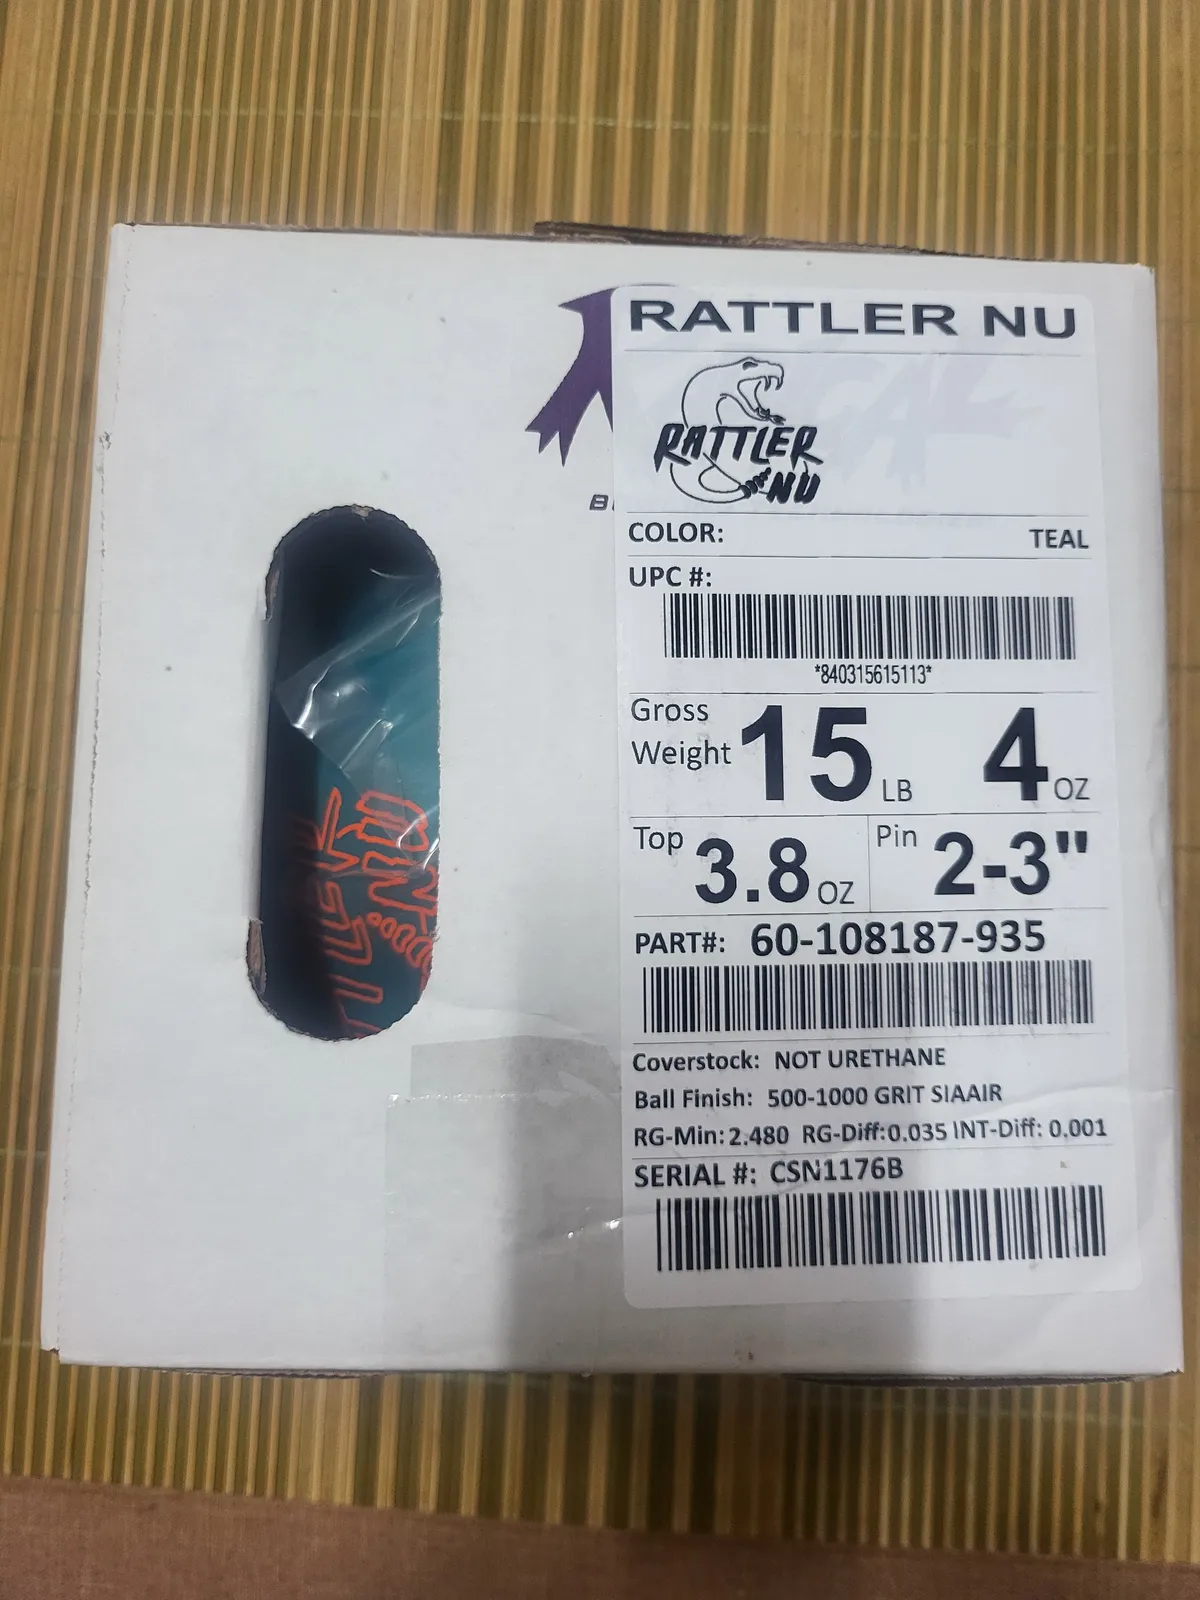 RATTLER NU
RATTLER
NU
COLOR: TEAL
UPC #:
*840315615113*
Gross
Weight 15 LB 4 OZ
Top 3.8 OZ Pin 2-3"
PART#: 60-108187-935
Coverstock: NOT URETHANE
Ball Finish: 500-1000 GRIT SIAAIR
RG-Min: 2.480 RG-Diff:0.035 INT-Diff: 0.001
SERIAL #: CSN1176B